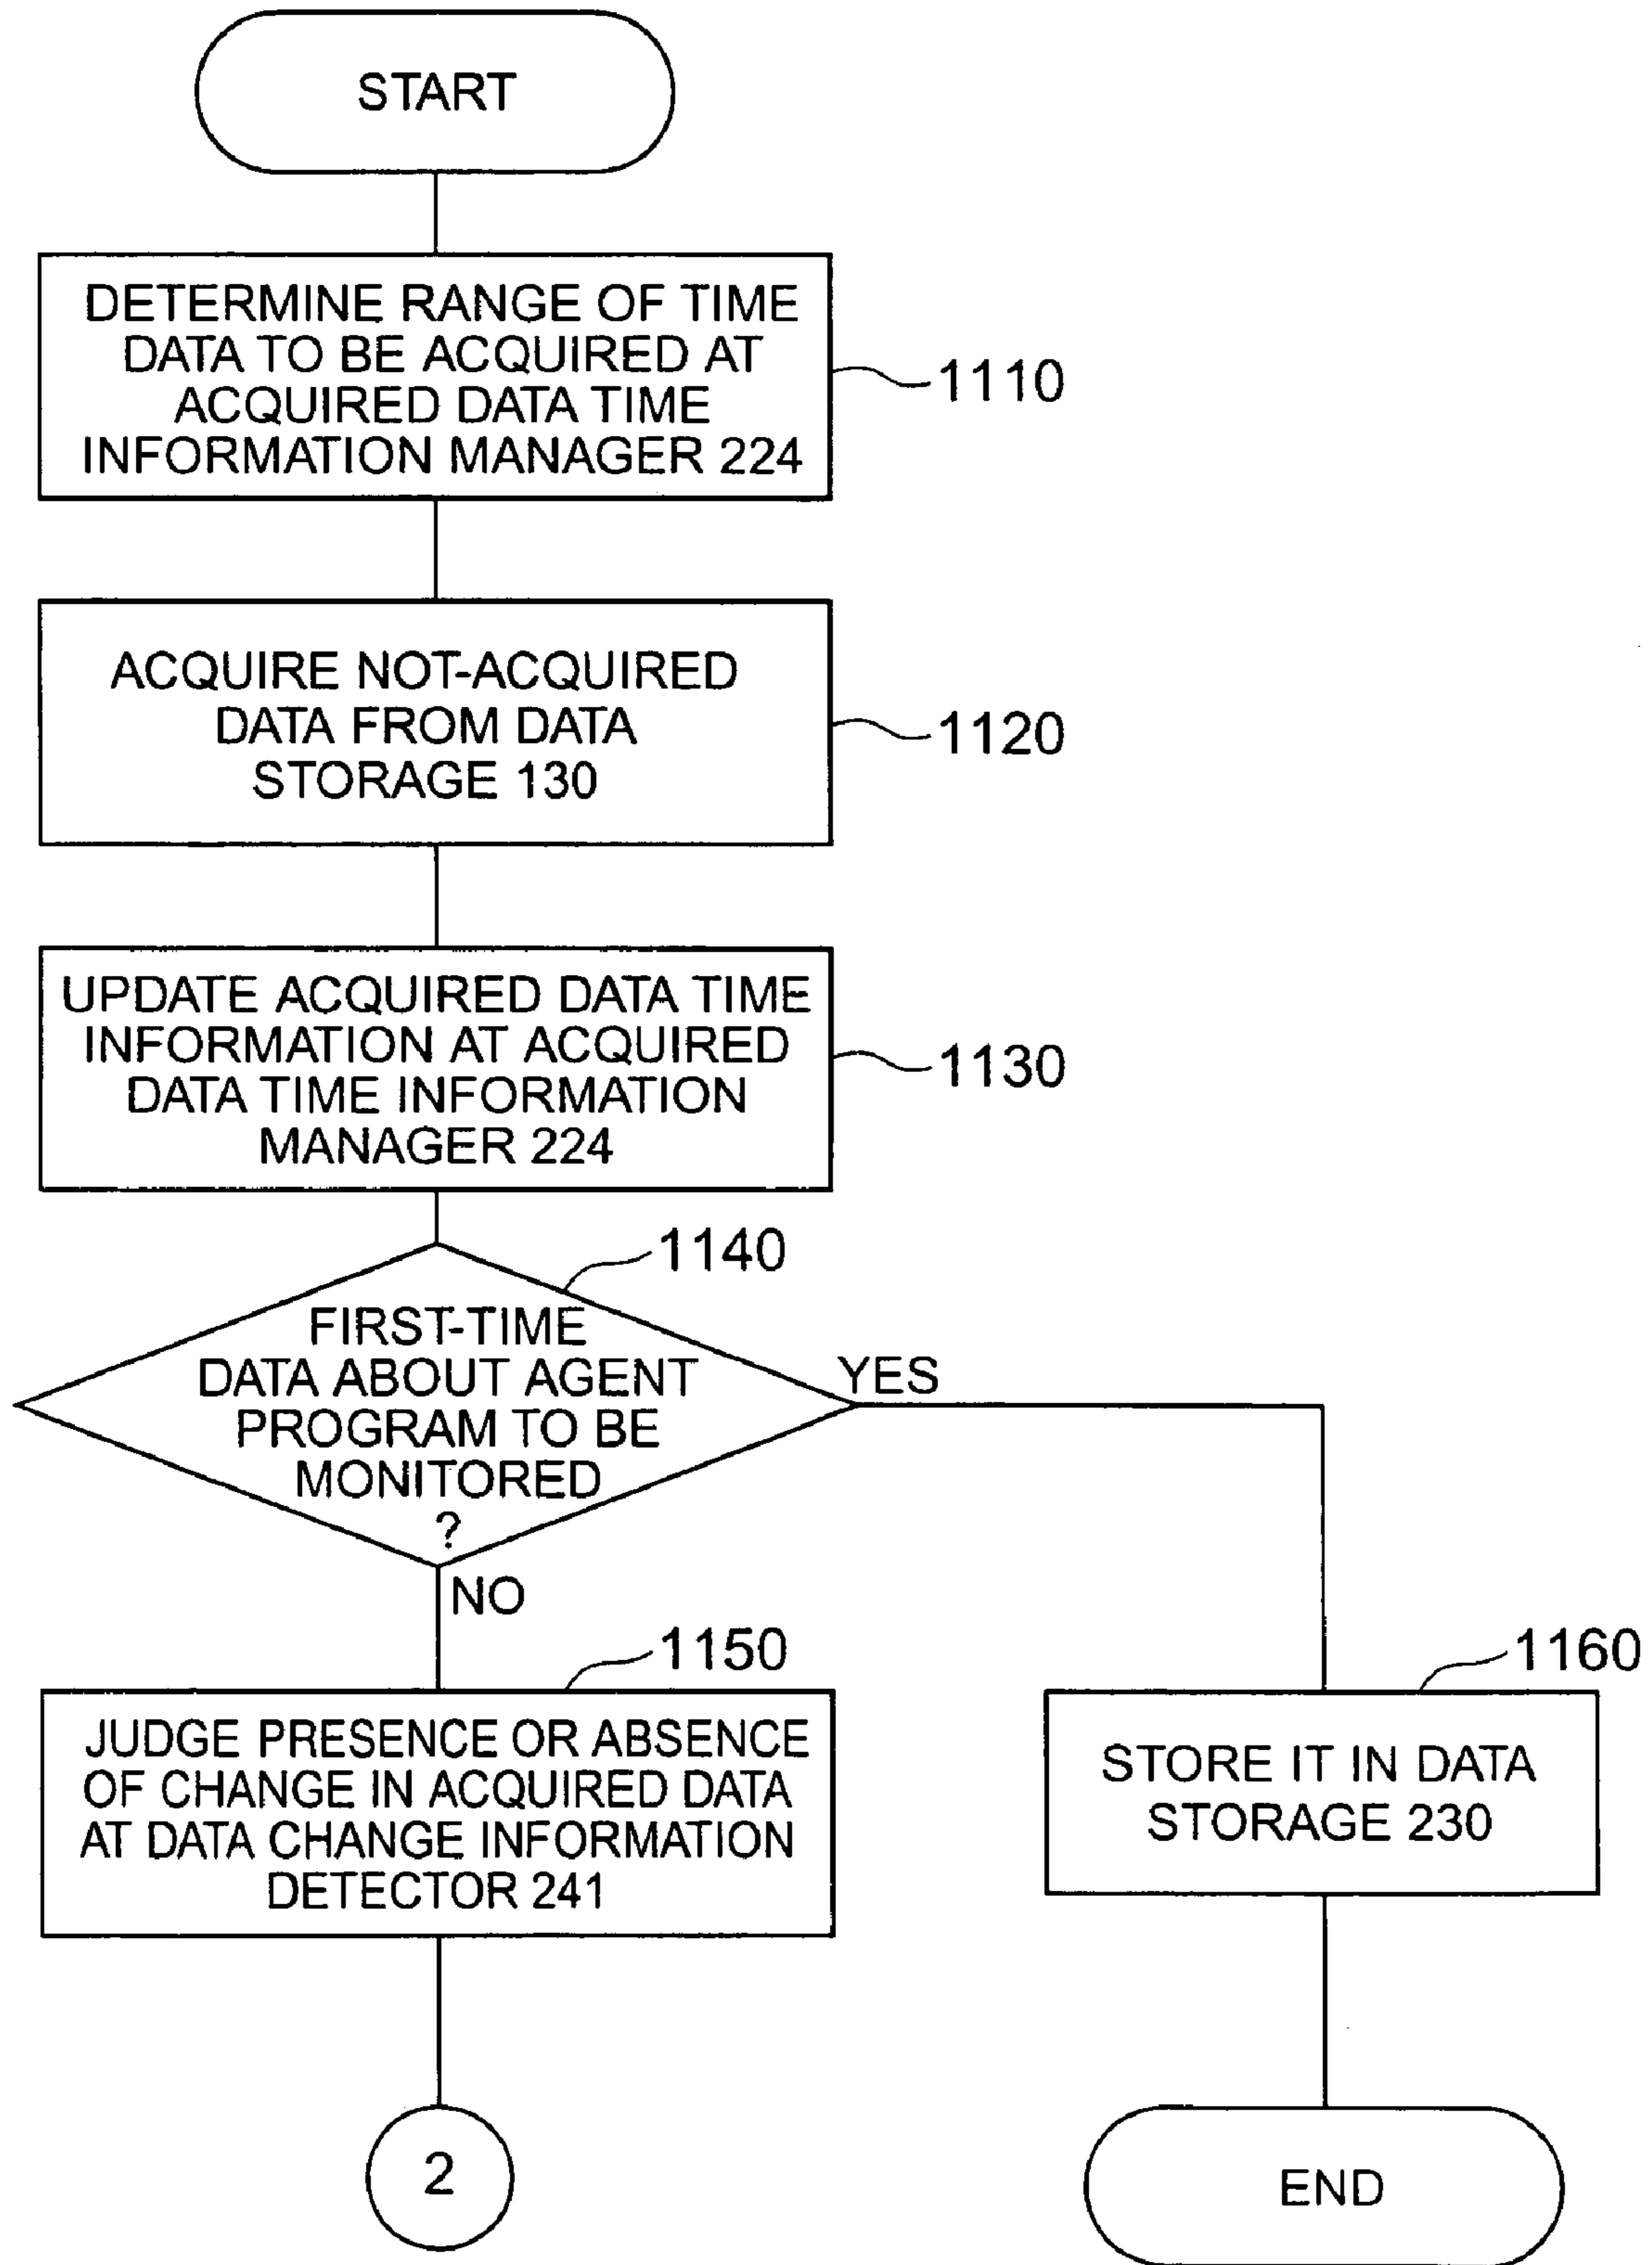 START
DETERMINE RANGE OF TIME
DATA TO BE ACQUIRED AT
ACQUIRED DATA TIME
INFORMATION MANAGER 224
1110
ACQUIRE NOT-ACQUIRED
DATA FROM DATA
STORAGE 130
1120
UPDATE ACQUIRED DATA TIME
INFORMATION AT ACQUIRED
DATA TIME INFORMATION
MANAGER 224
1130
1140
FIRST-TIME
DATA ABOUT AGENT
PROGRAM TO BE
MONITORED
?
YES
NO
1150
JUDGE PRESENCE OR ABSENCE
OF CHANGE IN ACQUIRED DATA
AT DATA CHANGE INFORMATION
DETECTOR 241
1160
STORE IT IN DATA
STORAGE 230
2
END